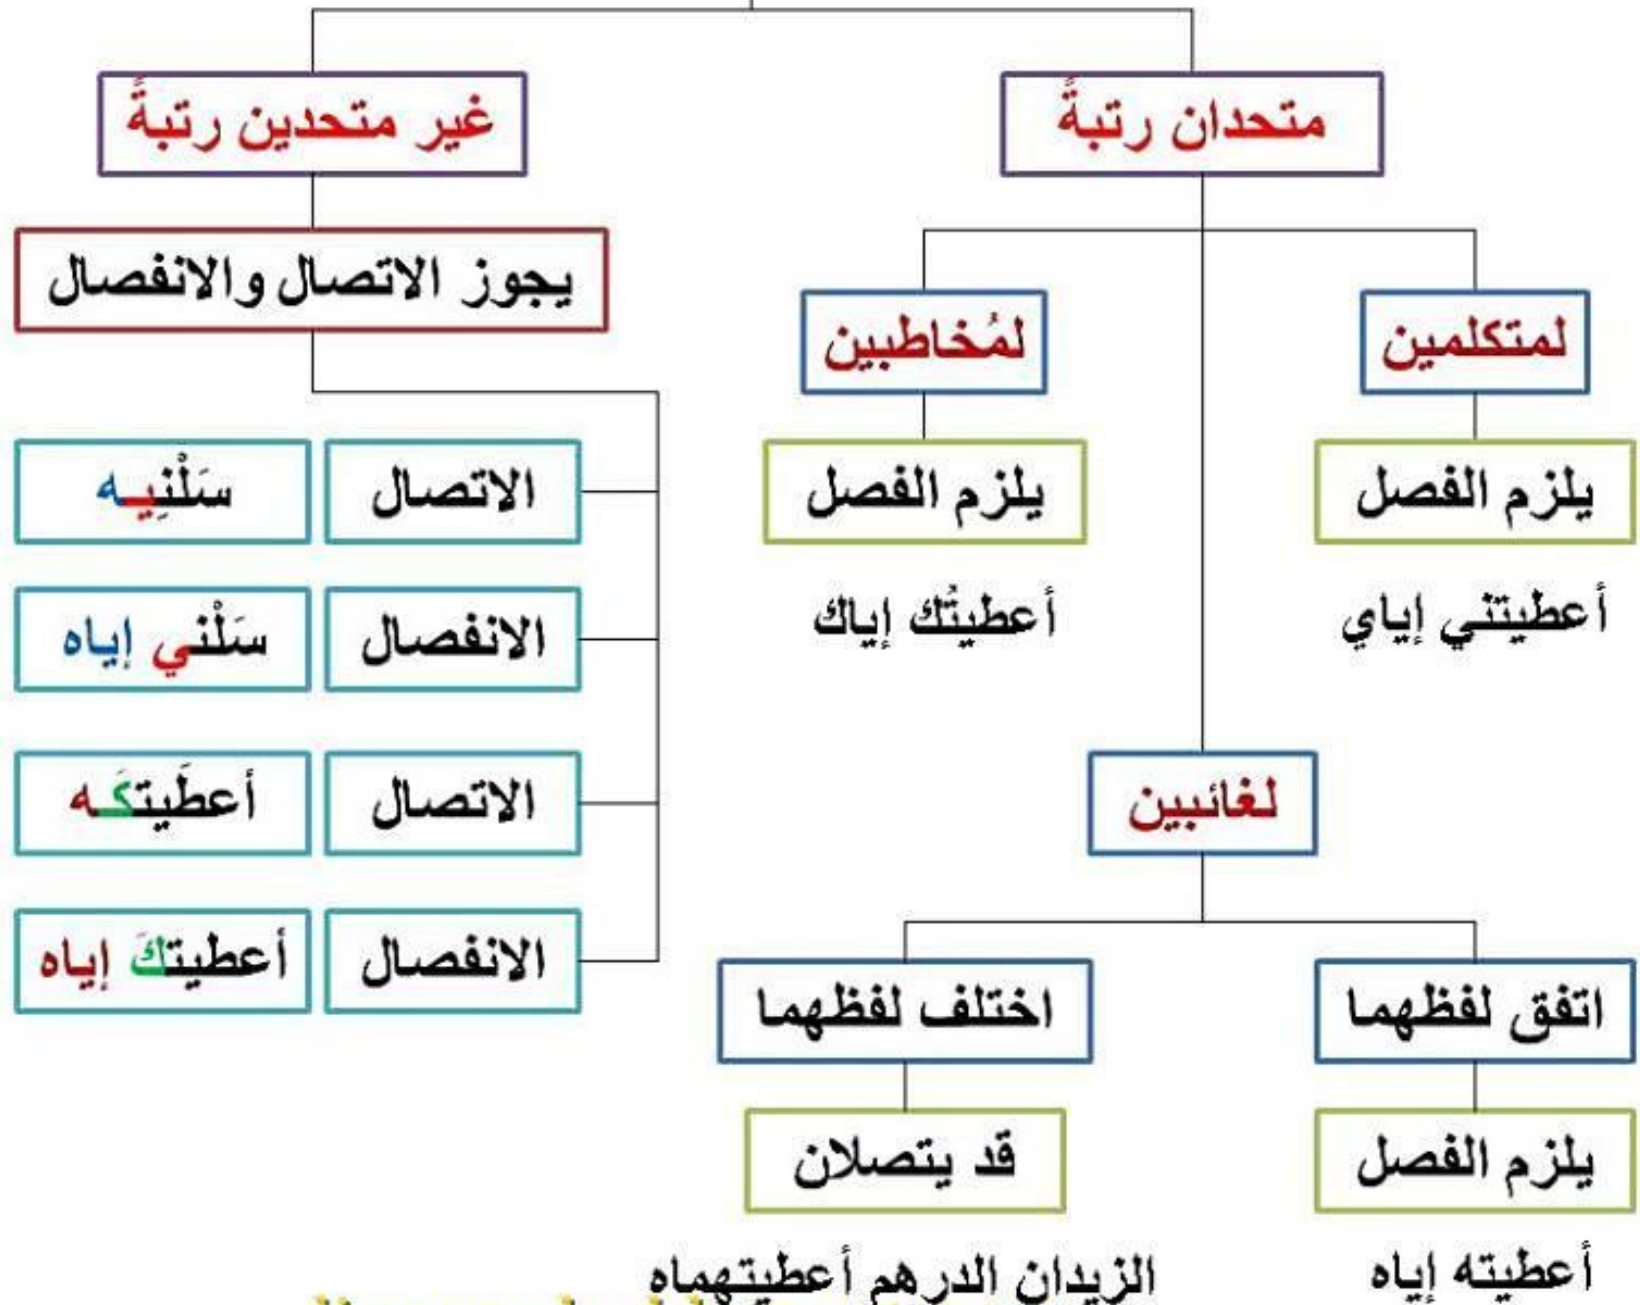 متحدان رتبةً
غير متحدين رتبةً
لمتكلمين
لمُخاطبين
يلزم الفصل
يلزم الفصل
أعطيتني إياي
أعطيتُك إياك
لغائبين
اتفق لفظهما
اختلف لفظهما
يلزم الفصل
قد يتصلان
أعطيته إياه
الزيدان الدرهم أعطيتهماه
يجوز الاتصال والانفصال
الاتصال
سَلْنِيه
الانفصال
سَلْني إياه
الاتصال
أعطَيتكَه
الانفصال
أعطيتكَ إياه